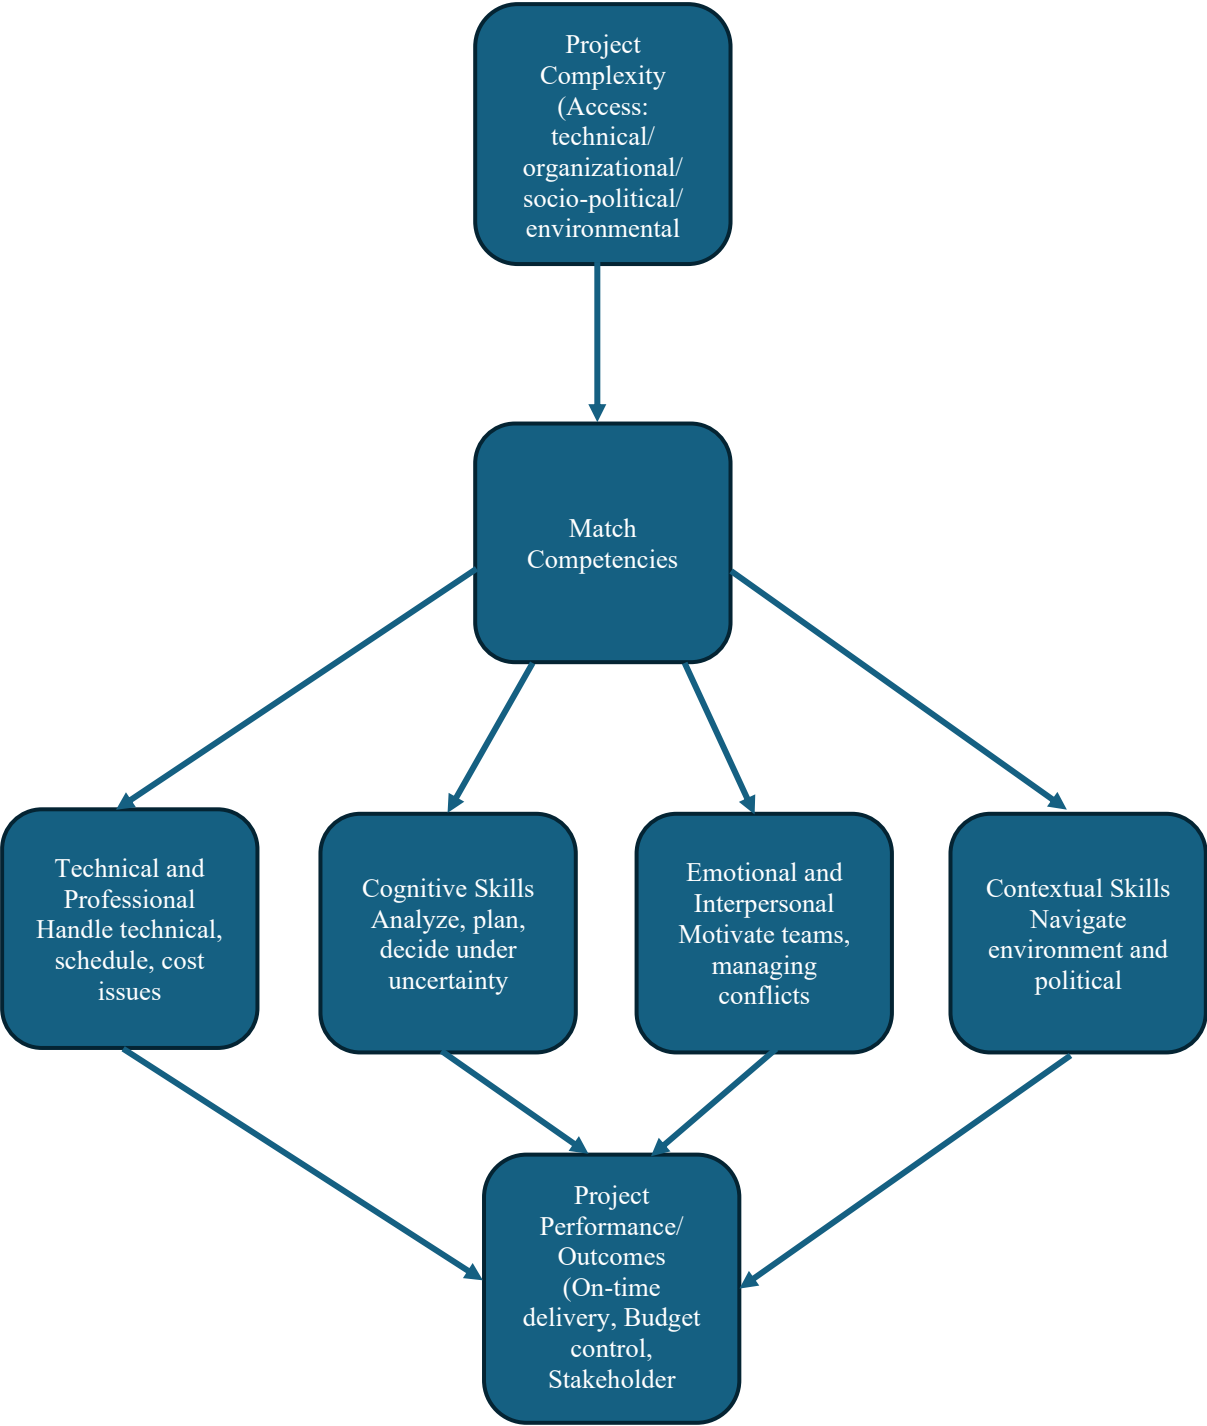 Project
Complexity
(Access:
technical/
organizational/
socio-political/
environmental
Match
Competencies
Technical and
Professional
Handle technical,
schedule, cost
issues
Cognitive Skills
Analyze, plan,
decide under
uncertainty
Emotional and
Interpersonal
Motivate teams,
managing
conflicts
Contextual Skills
Navigate
environment and
political
Project
Performance/
Outcomes
(On-time
delivery, Budget
control,
Stakeholder